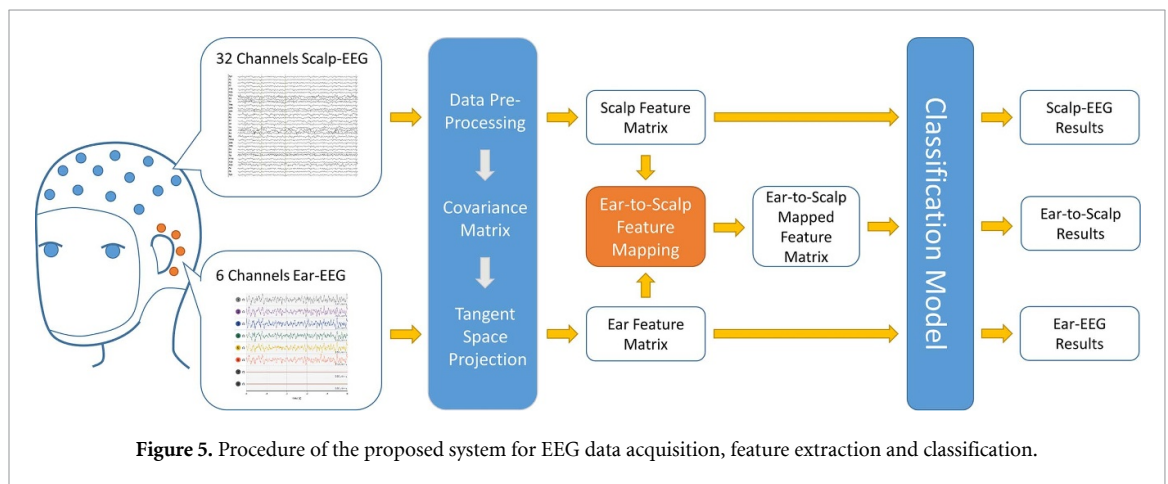 32 Channels Scalp-EEG
6 Channels Ear-EEG
Data Pre-
Processing
Covariance
Matrix
Tangent
Space
Projection
Scalp Feature
Matrix
Ear-to-Scalp
Feature
Mapping
Ear-to-Scalp
Mapped
Feature
Matrix
Ear Feature
Matrix
Classification Model
Scalp-EEG
Results
Ear-to-Scalp
Results
Ear-EEG
Results
Figure 5. Procedure of the proposed system for EEG data acquisition, feature extraction and classification.